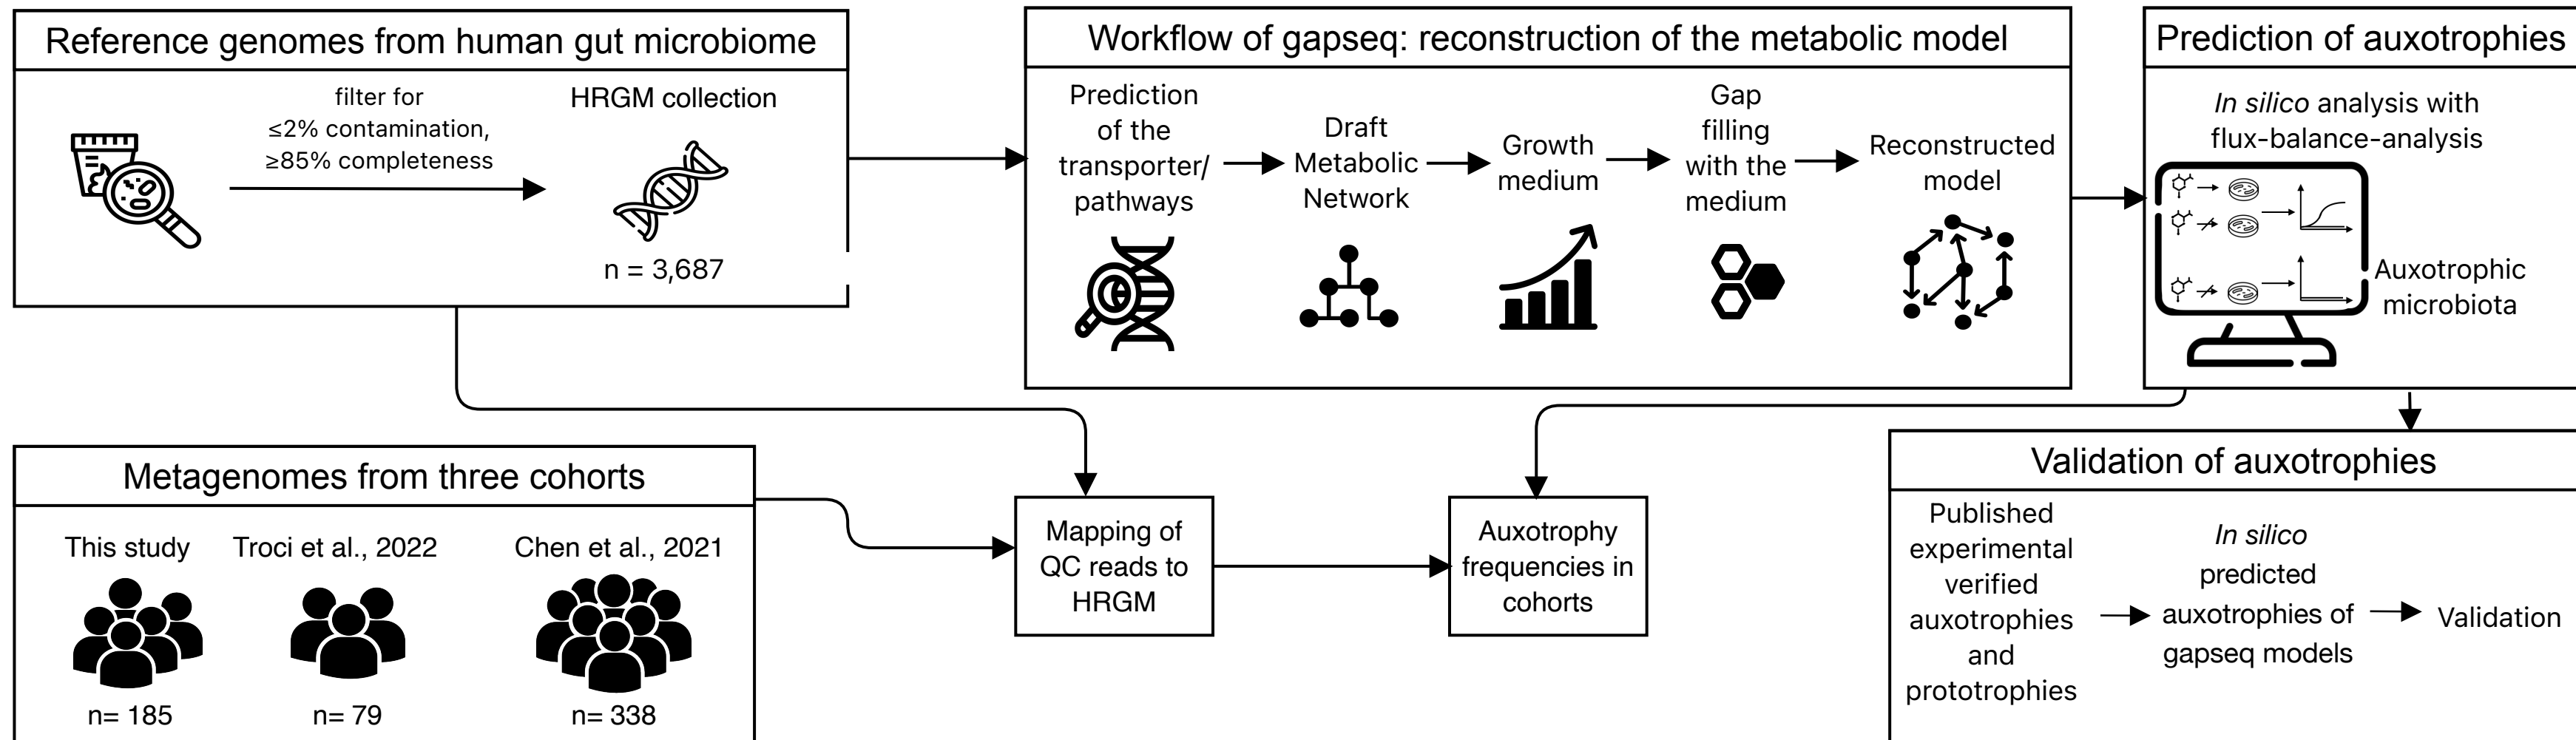 Reference genomes from human gut microbiome
filter for
≤2% contamination,
≥85% completeness
HRGM collection
n = 3,687
Workflow of gapseq: reconstruction of the metabolic model
Prediction
of the
transporter/
pathways
Draft
Metabolic
Network
Growth
medium
Gap
filling
with the
medium
Reconstructed
model
Prediction of auxotrophies
In silico analysis with
flux-balance-analysis
Auxotrophic
microbiota
Metagenomes from three cohorts
This study
n= 185
Troci et al., 2022
n= 79
Chen et al., 2021
n= 338
Mapping of
QC reads to
HRGM
Auxotrophy
frequencies in
cohorts
Validation of auxotrophies
Published
experimental
verified
auxotrophies
and
prototrophies
In silico
predicted
auxotrophies of
gapseq models
Validation